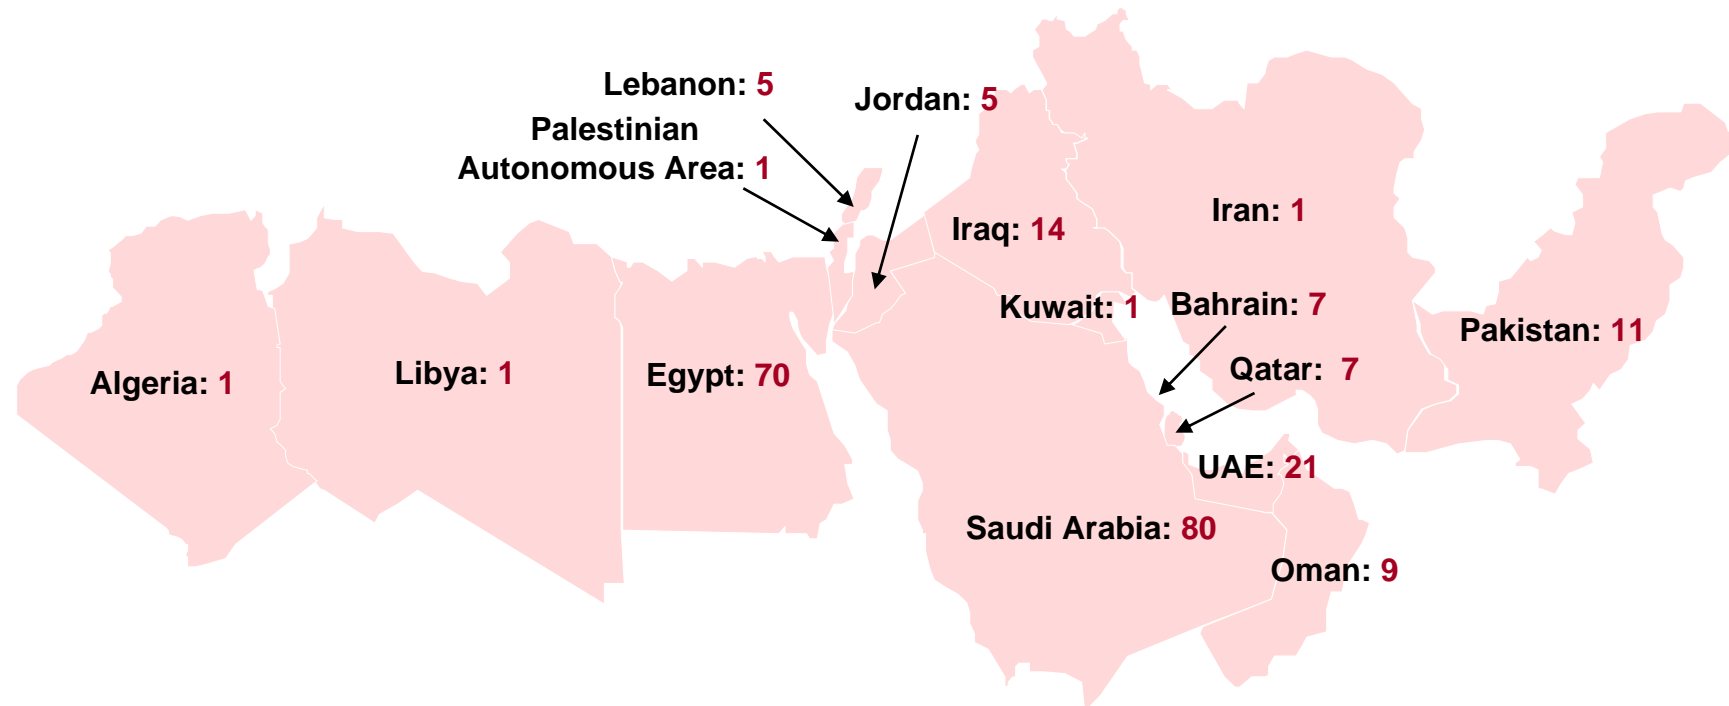 Lebanon: 5
Jordan: 5
Palestinian
Autonomous Area: 1
Iran: 1
Iraq: 14
Kuwait: 1
Bahrain: 7
Pakistan: 11
Qatar: 7
Algeria: 1
Libya: 1
Egypt: 70
UAE: 21
Saudi Arabia: 80
Oman: 9